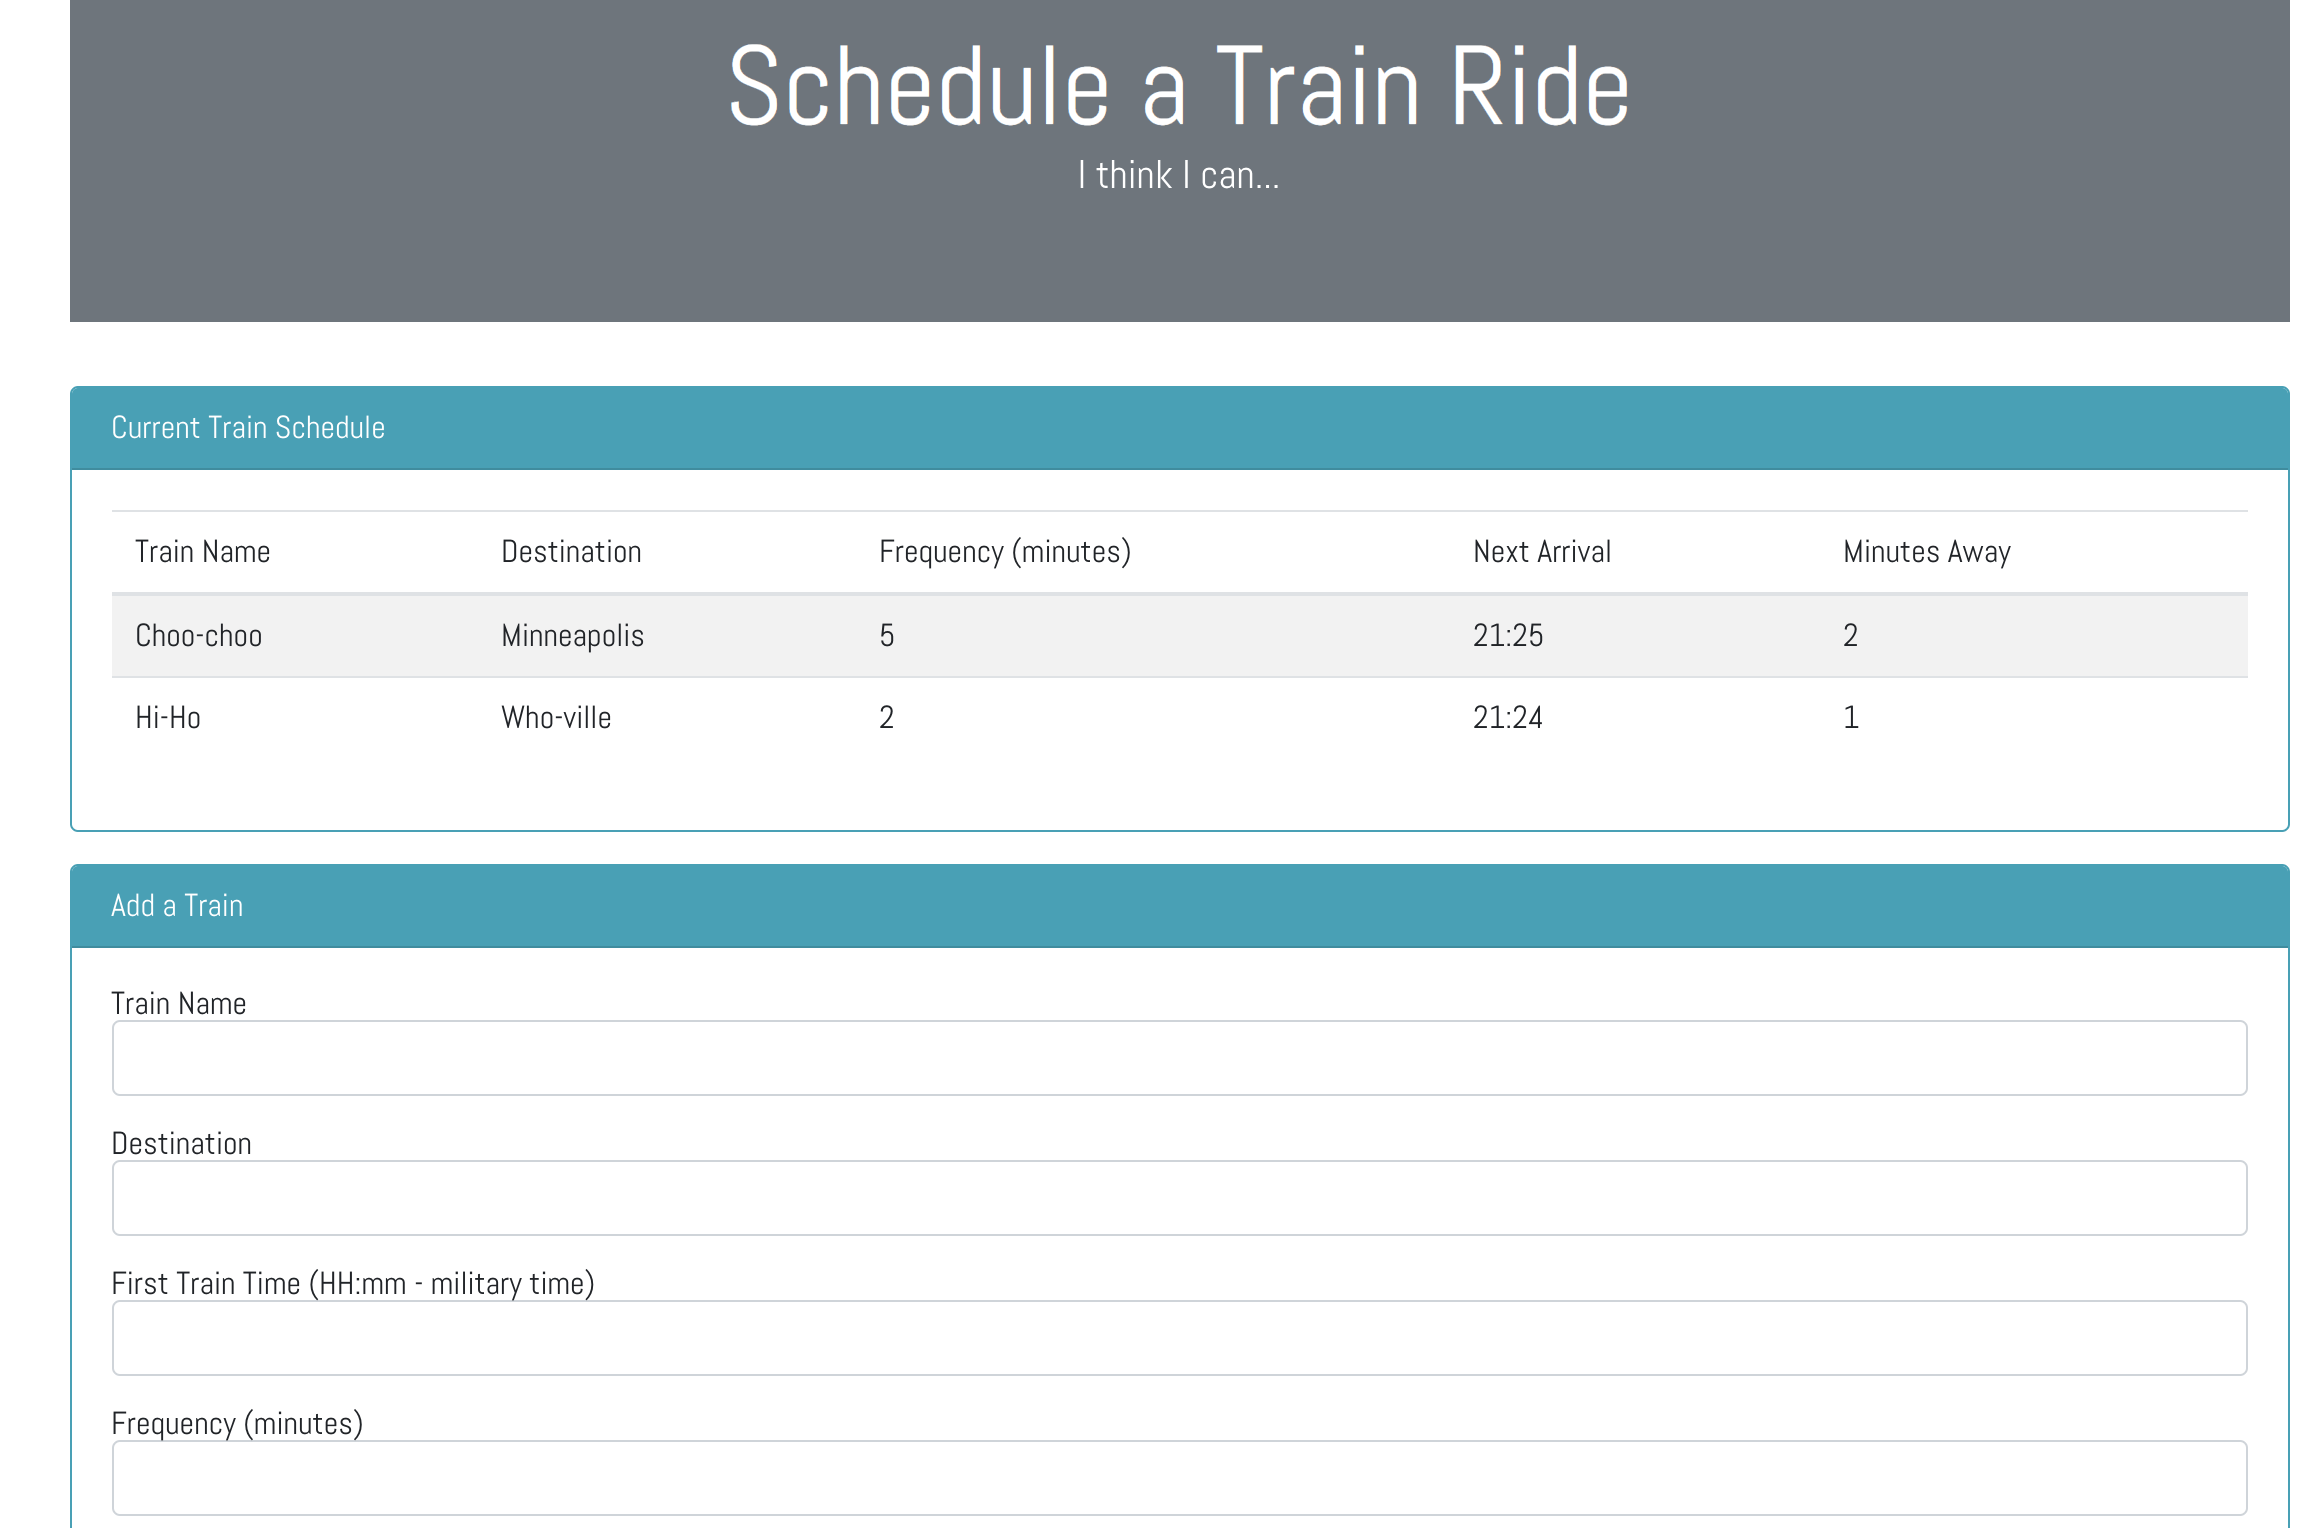 Schedule a Train Ride
I think I can...
Current Train Schedule
Train Name Destination Frequency (minutes) Next Arrival Minutes Away
Choo-choo Minneapolis 5 21:25 2
Hi-Ho Who-ville 2 21:24 1
Add a Train
Train Name
Destination
First Train Time (HH:mm - military time)
Frequency (minutes)